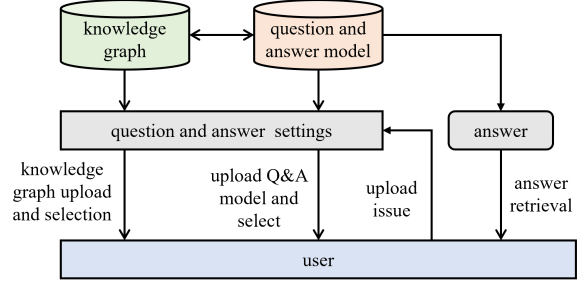 knowledge
graph
question and
answer model
question and answer settings
answer
knowledge
graph upload
and selection
upload Q&A
model and
select
upload
issue
answer
retrieval
user